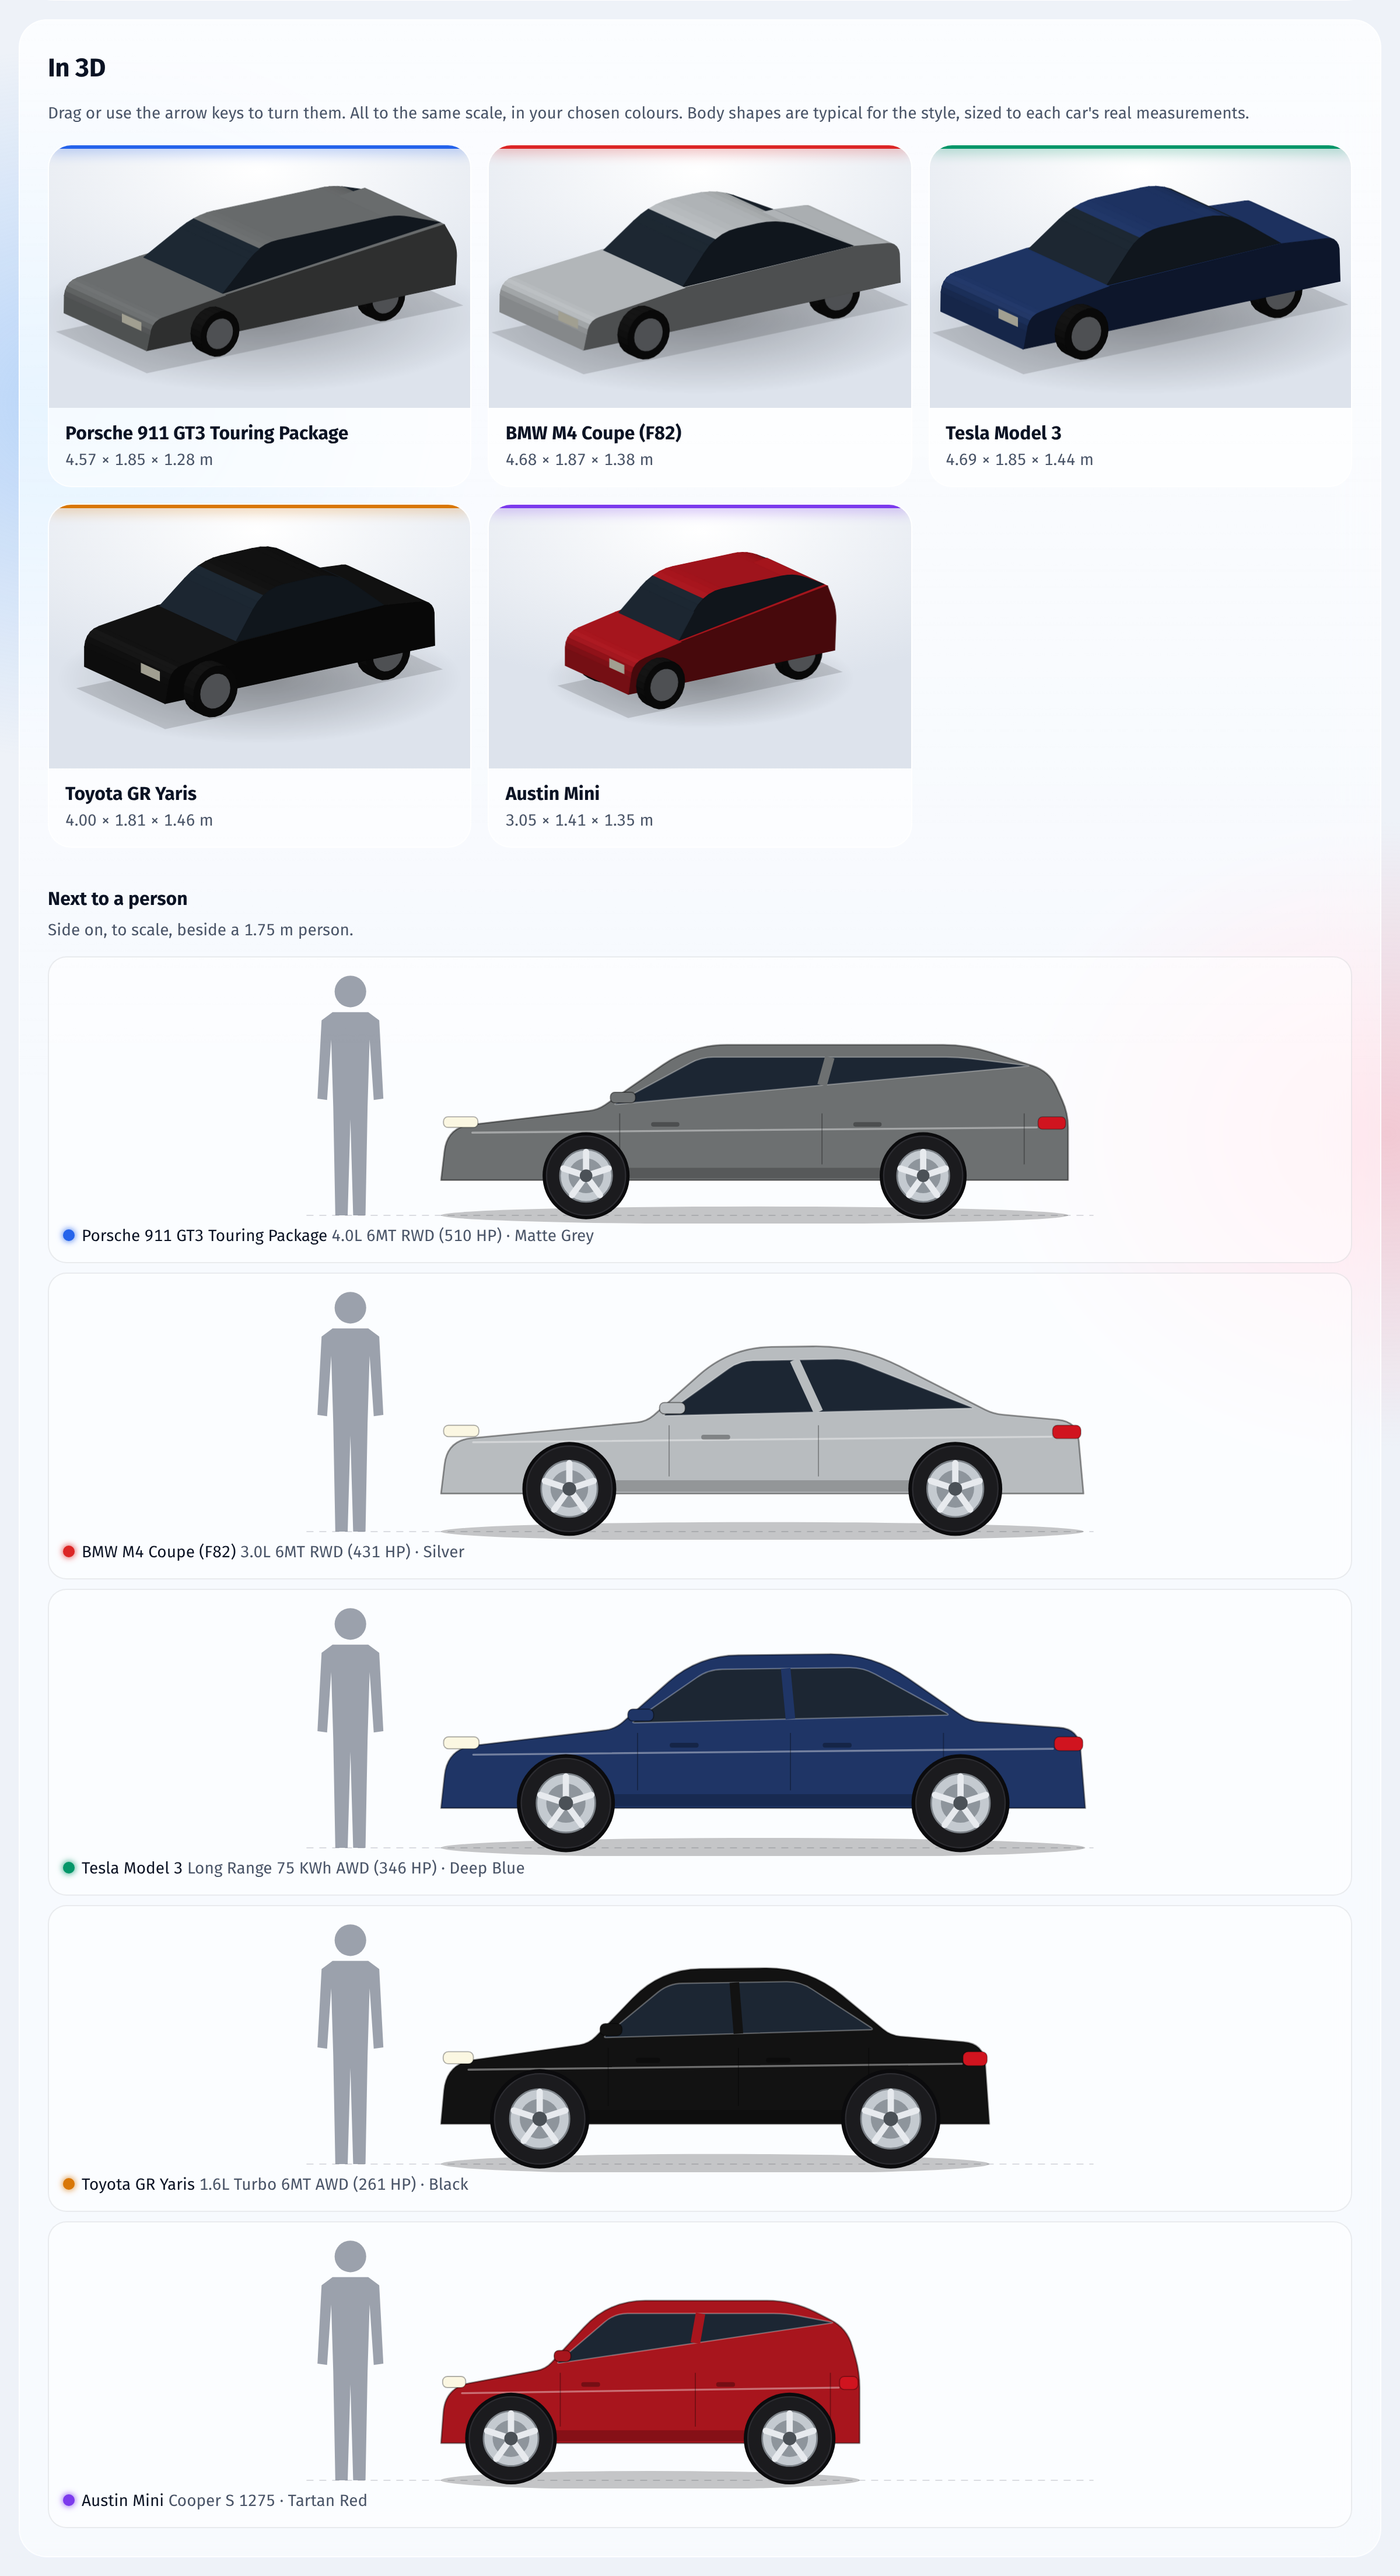 In 3D
Drag or use the arrow keys to turn them. All to the same scale, in your chosen colours. Body shapes are typical for the style, sized to each car's real measurements.
Porsche 911 GT3 Touring Package
4.57 × 1.85 × 1.28 m
BMW M4 Coupe (F82)
4.68 × 1.87 × 1.38 m
Tesla Model 3
4.69 × 1.85 × 1.44 m
Toyota GR Yaris
4.00 × 1.81 × 1.46 m
Austin Mini
3.05 × 1.41 × 1.35 m
Next to a person
Side on, to scale, beside a 1.75 m person.
Porsche 911 GT3 Touring Package 4.0L 6MT RWD (510 HP) · Matte Grey
BMW M4 Coupe (F82) 3.0L 6MT RWD (431 HP) · Silver
Tesla Model 3 Long Range 75 KWh AWD (346 HP) · Deep Blue
Toyota GR Yaris 1.6L Turbo 6MT AWD (261 HP) · Black
Austin Mini Cooper S 1275 · Tartan Red